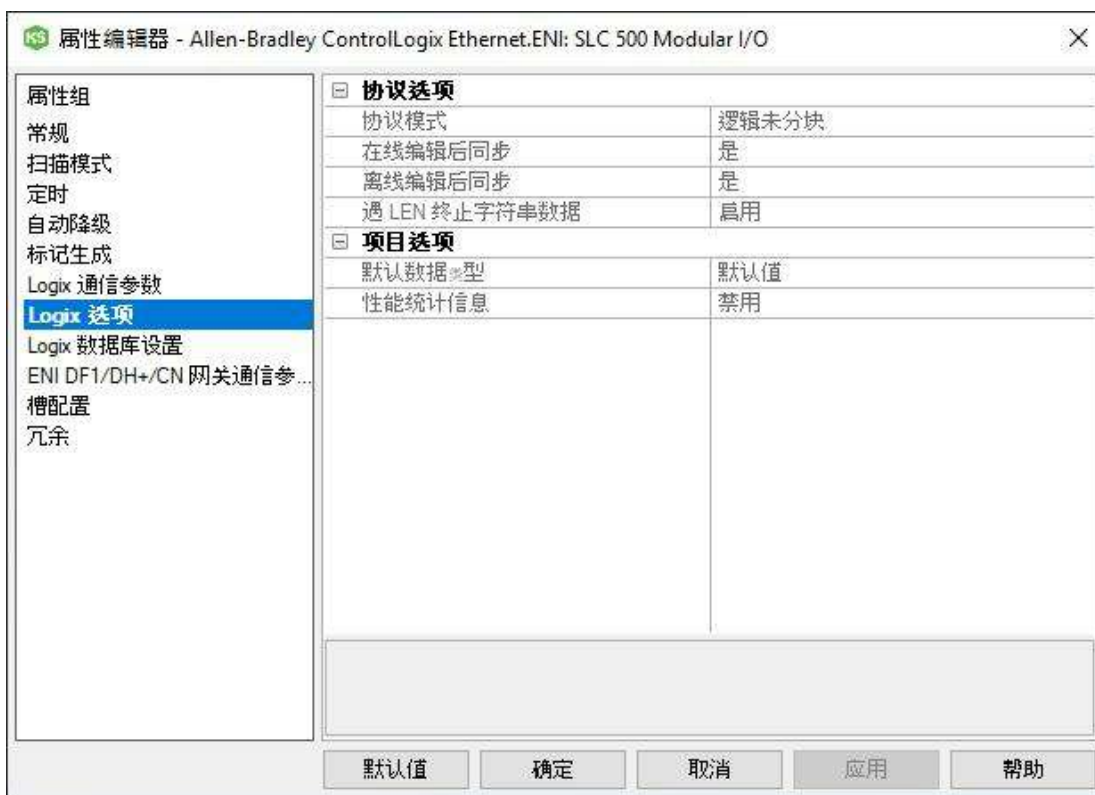 KS 属性编辑器 - Allen-Bradley ControlLogix Ethernet.ENI: SLC 500 Modular I/O
属性组
常规
扫描模式
定时
自动降级
标记生成
Logix 通信参数
Logix 选项
Logix 数据库设置
ENI DF1/DH+/CN 网关通信参...
槽配置
冗余
协议选项
协议模式 逻辑未分块
在线编辑后同步 是
离线编辑后同步 是
遇 LEN 终止字符串数据 启用
项目选项
默认数据类型 默认值
性能统计信息 禁用
默认值 确定 取消 应用 帮助